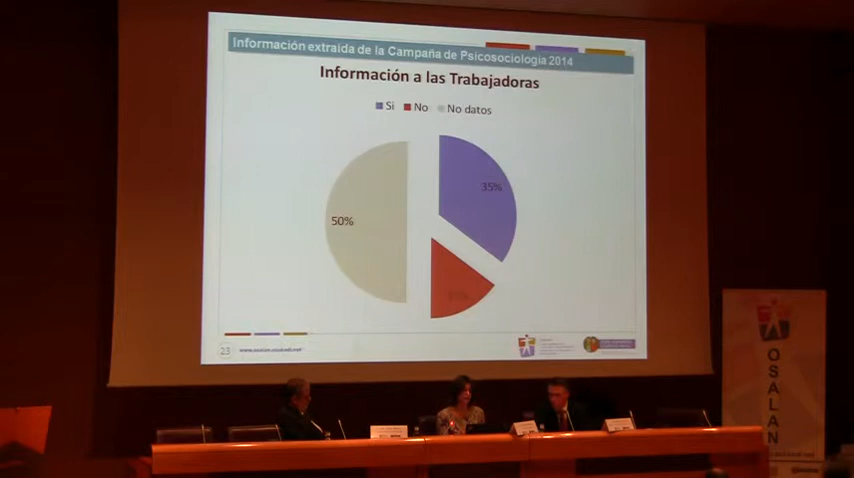 Información extraída de la Campaña de Psicosociología 2014
Información a las Trabajadoras
Si No No datos
35%
50%
23 www.osalan.euskadi.net
OSALAN